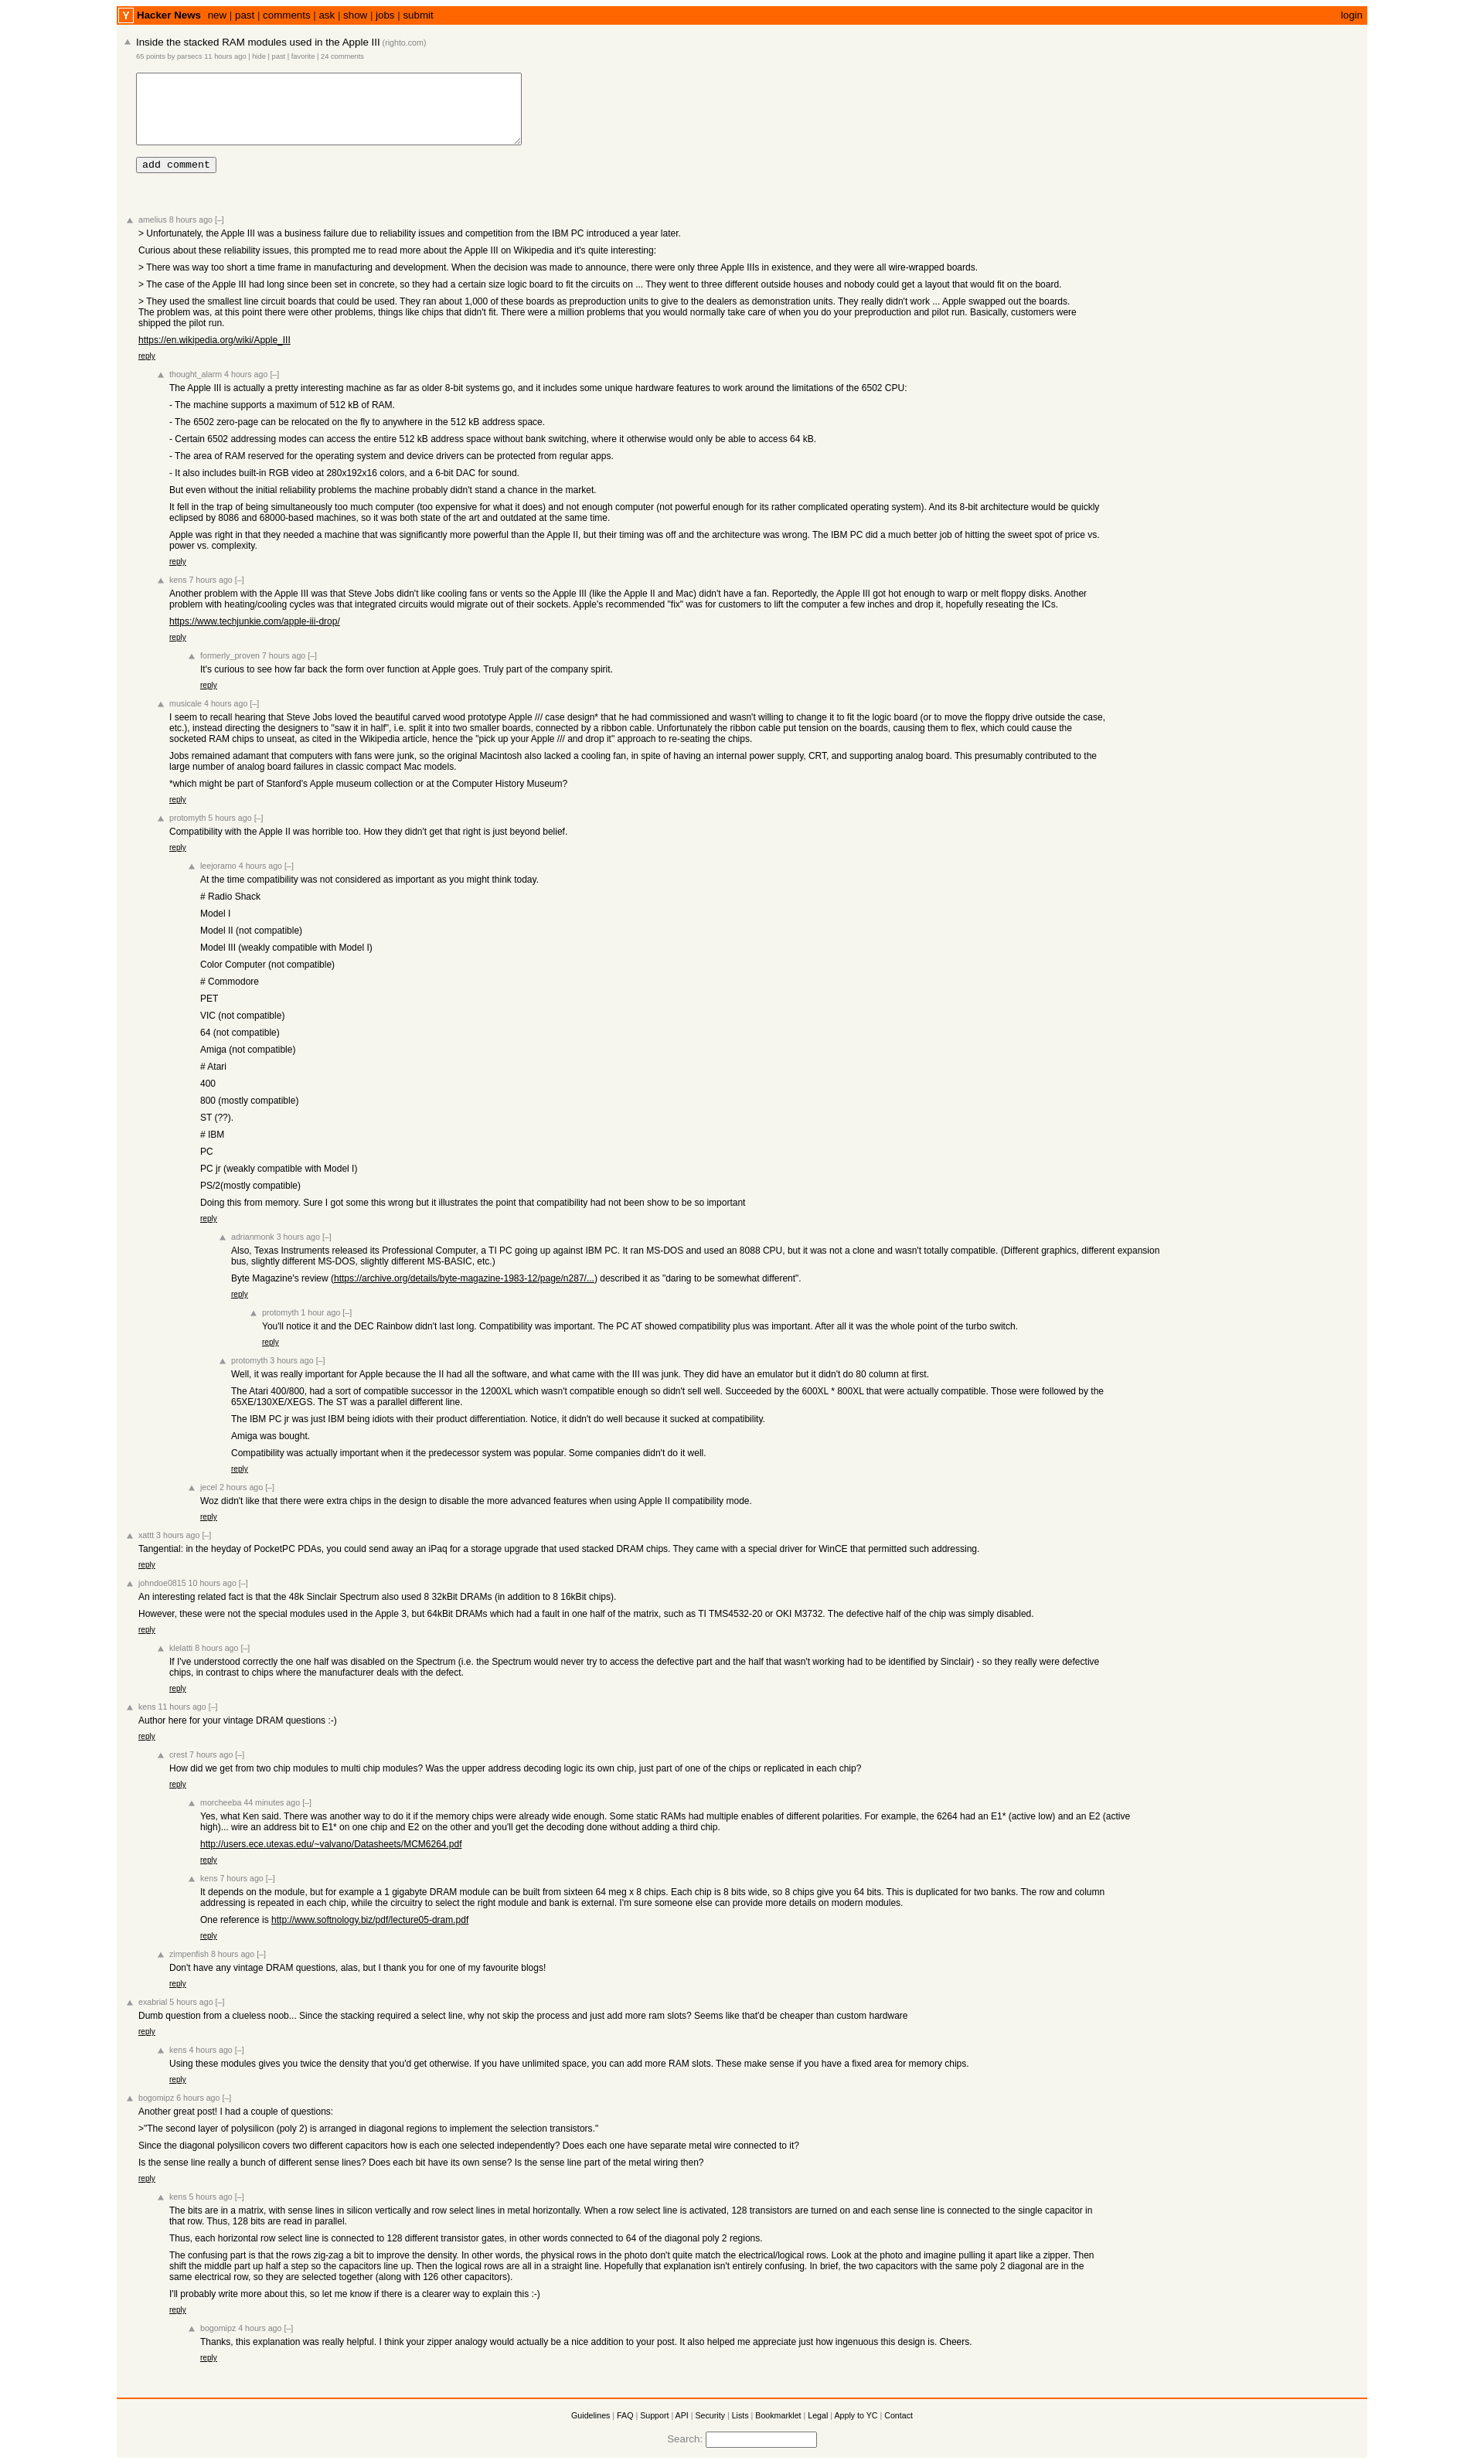 Y Hacker News new | past | comments | ask | show | jobs | submit login
Inside the stacked RAM modules used in the Apple III (righto.com)
65 points by parsecs 11 hours ago | hide | past | favorite | 24 comments
add comment
amelius 8 hours ago [–]
> Unfortunately, the Apple III was a business failure due to reliability issues and competition from the IBM PC introduced a year later.
Curious about these reliability issues, this prompted me to read more about the Apple III on Wikipedia and it's quite interesting:
> There was way too short a time frame in manufacturing and development. When the decision was made to announce, there were only three Apple IIIs in existence, and they were all wire-wrapped boards.
> The case of the Apple III had long since been set in concrete, so they had a certain size logic board to fit the circuits on ... They went to three different outside houses and nobody could get a layout that would fit on the board.
> They used the smallest line circuit boards that could be used. They ran about 1,000 of these boards as preproduction units to give to the dealers as demonstration units. They really didn't work ... Apple swapped out the boards.
The problem was, at this point there were other problems, things like chips that didn't fit. There were a million problems that you would normally take care of when you do your preproduction and pilot run. Basically, customers were
shipped the pilot run.
https://en.wikipedia.org/wiki/Apple_III
reply
thought_alarm 4 hours ago [–]
The Apple III is actually a pretty interesting machine as far as older 8-bit systems go, and it includes some unique hardware features to work around the limitations of the 6502 CPU:
- The machine supports a maximum of 512 kB of RAM.
- The 6502 zero-page can be relocated on the fly to anywhere in the 512 kB address space.
- Certain 6502 addressing modes can access the entire 512 kB address space without bank switching, where it otherwise would only be able to access 64 kB.
- The area of RAM reserved for the operating system and device drivers can be protected from regular apps.
- It also includes built-in RGB video at 280x192x16 colors, and a 6-bit DAC for sound.
But even without the initial reliability problems the machine probably didn't stand a chance in the market.
It fell in the trap of being simultaneously too much computer (too expensive for what it does) and not enough computer (not powerful enough for its rather complicated operating system). And its 8-bit architecture would be quickly
eclipsed by 8086 and 68000-based machines, so it was both state of the art and outdated at the same time.
Apple was right in that they needed a machine that was significantly more powerful than the Apple II, but their timing was off and the architecture was wrong. The IBM PC did a much better job of hitting the sweet spot of price vs.
power vs. complexity.
reply
kens 7 hours ago [–]
Another problem with the Apple III was that Steve Jobs didn't like cooling fans or vents so the Apple III (like the Apple II and Mac) didn't have a fan. Reportedly, the Apple III got hot enough to warp or melt floppy disks. Another
problem with heating/cooling cycles was that integrated circuits would migrate out of their sockets. Apple's recommended "fix" was for customers to lift the computer a few inches and drop it, hopefully reseating the ICs.
https://www.techjunkie.com/apple-iii-drop/
reply
formerly_proven 7 hours ago [–]
It's curious to see how far back the form over function at Apple goes. Truly part of the company spirit.
reply
musicale 4 hours ago [–]
I seem to recall hearing that Steve Jobs loved the beautiful carved wood prototype Apple /// case design* that he had commissioned and wasn't willing to change it to fit the logic board (or to move the floppy drive outside the case,
etc.), instead directing the designers to "saw it in half", i.e. split it into two smaller boards, connected by a ribbon cable. Unfortunately the ribbon cable put tension on the boards, causing them to flex, which could cause the
socketed RAM chips to unseat, as cited in the Wikipedia article, hence the "pick up your Apple /// and drop it" approach to re-seating the chips.
Jobs remained adamant that computers with fans were junk, so the original Macintosh also lacked a cooling fan, in spite of having an internal power supply, CRT, and supporting analog board. This presumably contributed to the
large number of analog board failures in classic compact Mac models.
*which might be part of Stanford's Apple museum collection or at the Computer History Museum?
reply
protomyth 5 hours ago [–]
Compatibility with the Apple II was horrible too. How they didn't get that right is just beyond belief.
reply
leejoramo 4 hours ago [–]
At the time compatibility was not considered as important as you might think today.
# Radio Shack
Model I
Model II (not compatible)
Model III (weakly compatible with Model I)
Color Computer (not compatible)
# Commodore
PET
VIC (not compatible)
64 (not compatible)
Amiga (not compatible)
# Atari
400
800 (mostly compatible)
ST (??).
# IBM
PC
PC jr (weakly compatible with Model I)
PS/2(mostly compatible)
Doing this from memory. Sure I got some this wrong but it illustrates the point that compatibility had not been show to be so important
reply
adrianmonk 3 hours ago [–]
Also, Texas Instruments released its Professional Computer, a TI PC going up against IBM PC. It ran MS-DOS and used an 8088 CPU, but it was not a clone and wasn't totally compatible. (Different graphics, different expansion
bus, slightly different MS-DOS, slightly different MS-BASIC, etc.)
Byte Magazine's review (https://archive.org/details/byte-magazine-1983-12/page/n287/...) described it as "daring to be somewhat different".
reply
protomyth 1 hour ago [–]
You'll notice it and the DEC Rainbow didn't last long. Compatibility was important. The PC AT showed compatibility plus was important. After all it was the whole point of the turbo switch.
reply
protomyth 3 hours ago [–]
Well, it was really important for Apple because the II had all the software, and what came with the III was junk. They did have an emulator but it didn't do 80 column at first.
The Atari 400/800, had a sort of compatible successor in the 1200XL which wasn't compatible enough so didn't sell well. Succeeded by the 600XL * 800XL that were actually compatible. Those were followed by the
65XE/130XE/XEGS. The ST was a parallel different line.
The IBM PC jr was just IBM being idiots with their product differentiation. Notice, it didn't do well because it sucked at compatibility.
Amiga was bought.
Compatibility was actually important when it the predecessor system was popular. Some companies didn't do it well.
reply
jecel 2 hours ago [–]
Woz didn't like that there were extra chips in the design to disable the more advanced features when using Apple II compatibility mode.
reply
xattt 3 hours ago [–]
Tangential: in the heyday of PocketPC PDAs, you could send away an iPaq for a storage upgrade that used stacked DRAM chips. They came with a special driver for WinCE that permitted such addressing.
reply
johndoe0815 10 hours ago [–]
An interesting related fact is that the 48k Sinclair Spectrum also used 8 32kBit DRAMs (in addition to 8 16kBit chips).
However, these were not the special modules used in the Apple 3, but 64kBit DRAMs which had a fault in one half of the matrix, such as TI TMS4532-20 or OKI M3732. The defective half of the chip was simply disabled.
reply
klelatti 8 hours ago [–]
If I've understood correctly the one half was disabled on the Spectrum (i.e. the Spectrum would never try to access the defective part and the half that wasn't working had to be identified by Sinclair) - so they really were defective
chips, in contrast to chips where the manufacturer deals with the defect.
reply
kens 11 hours ago [–]
Author here for your vintage DRAM questions :-)
reply
crest 7 hours ago [–]
How did we get from two chip modules to multi chip modules? Was the upper address decoding logic its own chip, just part of one of the chips or replicated in each chip?
reply
morcheeba 44 minutes ago [–]
Yes, what Ken said. There was another way to do it if the memory chips were already wide enough. Some static RAMs had multiple enables of different polarities. For example, the 6264 had an E1* (active low) and an E2 (active
high)... wire an address bit to E1* on one chip and E2 on the other and you'll get the decoding done without adding a third chip.
http://users.ece.utexas.edu/~valvano/Datasheets/MCM6264.pdf
reply
kens 7 hours ago [–]
It depends on the module, but for example a 1 gigabyte DRAM module can be built from sixteen 64 meg x 8 chips. Each chip is 8 bits wide, so 8 chips give you 64 bits. This is duplicated for two banks. The row and column
addressing is repeated in each chip, while the circuitry to select the right module and bank is external. I'm sure someone else can provide more details on modern modules.
One reference is http://www.softnology.biz/pdf/lecture05-dram.pdf
reply
zimpenfish 8 hours ago [–]
Don't have any vintage DRAM questions, alas, but I thank you for one of my favourite blogs!
reply
exabrial 5 hours ago [–]
Dumb question from a clueless noob... Since the stacking required a select line, why not skip the process and just add more ram slots? Seems like that'd be cheaper than custom hardware
reply
kens 4 hours ago [–]
Using these modules gives you twice the density that you'd get otherwise. If you have unlimited space, you can add more RAM slots. These make sense if you have a fixed area for memory chips.
reply
bogomipz 6 hours ago [–]
Another great post! I had a couple of questions:
>"The second layer of polysilicon (poly 2) is arranged in diagonal regions to implement the selection transistors."
Since the diagonal polysilicon covers two different capacitors how is each one selected independently? Does each one have separate metal wire connected to it?
Is the sense line really a bunch of different sense lines? Does each bit have its own sense? Is the sense line part of the metal wiring then?
reply
kens 5 hours ago [–]
The bits are in a matrix, with sense lines in silicon vertically and row select lines in metal horizontally. When a row select line is activated, 128 transistors are turned on and each sense line is connected to the single capacitor in
that row. Thus, 128 bits are read in parallel.
Thus, each horizontal row select line is connected to 128 different transistor gates, in other words connected to 64 of the diagonal poly 2 regions.
The confusing part is that the rows zig-zag a bit to improve the density. In other words, the physical rows in the photo don't quite match the electrical/logical rows. Look at the photo and imagine pulling it apart like a zipper. Then
shift the middle part up half a step so the capacitors line up. Then the logical rows are all in a straight line. Hopefully that explanation isn't entirely confusing. In brief, the two capacitors with the same poly 2 diagonal are in the
same electrical row, so they are selected together (along with 126 other capacitors).
I'll probably write more about this, so let me know if there is a clearer way to explain this :-)
reply
bogomipz 4 hours ago [–]
Thanks, this explanation was really helpful. I think your zipper analogy would actually be a nice addition to your post. It also helped me appreciate just how ingenuous this design is. Cheers.
reply
Guidelines | FAQ | Support | API | Security | Lists | Bookmarklet | Legal | Apply to YC | Contact
Search: